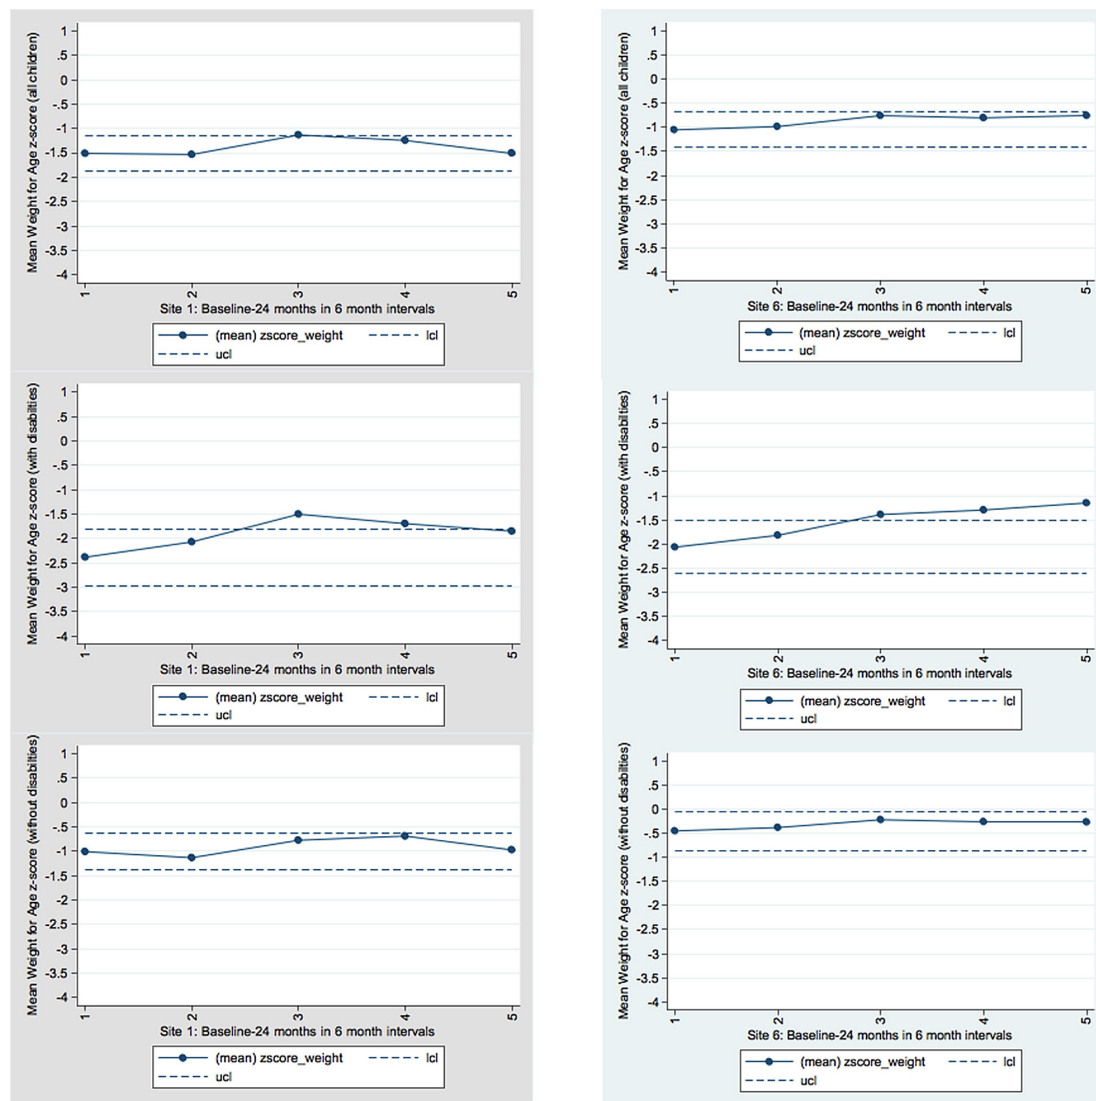 Mean Weight for Age z-score (all children)
1
.5
0
-.5
-1
-1.5
-2
-2.5
-3
-3.5
-4
1 2 3 4 5
Site 1: Baseline-24 months in 6 month intervals
(mean) zscore_weight lcl
ucl
Mean Weight for Age z-score (all children)
1
.5
0
-.5
-1
-1.5
-2
-2.5
-3
-3.5
-4
1 2 3 4 5
Site 6: Baseline-24 months in 6 month intervals
(mean) zscore_weight lcl
ucl
Mean Weight for Age z-score (with disabilties)
1
.5
0
-.5
-1
-1.5
-2
-2.5
-3
-3.5
-4
1 2 3 4 5
Site 1: Baseline-24 months in 6 month intervals
(mean) zscore_weight lcl
ucl
Mean Weight for Age z-score (with disabilties)
1
.5
0
-.5
-1
-1.5
-2
-2.5
-3
-3.5
-4
1 2 3 4 5
Site 6: Baseline-24 months in 6 month intervals
(mean) zscore_weight lcl
ucl
Mean Weight for Age z-score (without disabilties)
1
.5
0
-.5
-1
-1.5
-2
-2.5
-3
-3.5
-4
1 2 3 4 5
Site 1: Baseline-24 months in 6 month intervals
(mean) zscore_weight lcl
ucl
Mean Weight for Age z-score (without disabilties)
1
.5
0
-.5
-1
-1.5
-2
-2.5
-3
-3.5
-4
1 2 3 4 5
Site 6: Baseline-24 months in 6 month intervals
(mean) zscore_weight lcl
ucl